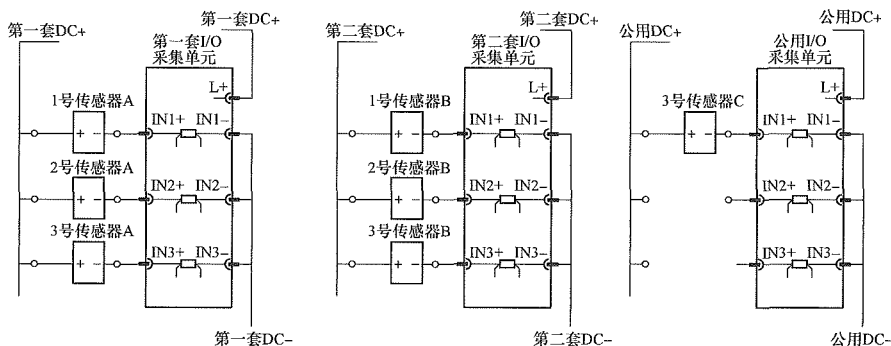 第一套DC+
第一套DC+
第一套I/O
采集单元
L+
1号传感器A
+ −
IN1+ IN1−
2号传感器A
+ −
IN2+ IN2−
3号传感器A
+ −
IN3+ IN3−
第一套DC−
第二套DC+
第二套DC+
第二套I/O
采集单元
L+
1号传感器B
+ −
IN1+ IN1−
2号传感器B
+ −
IN2+ IN2−
3号传感器B
+ −
IN3+ IN3−
第二套DC−
公用DC+
公用DC+
公用I/O
采集单元
L+
3号传感器C
+ −
IN1+ IN1−
IN2+ IN2−
IN3+ IN3−
公用DC−